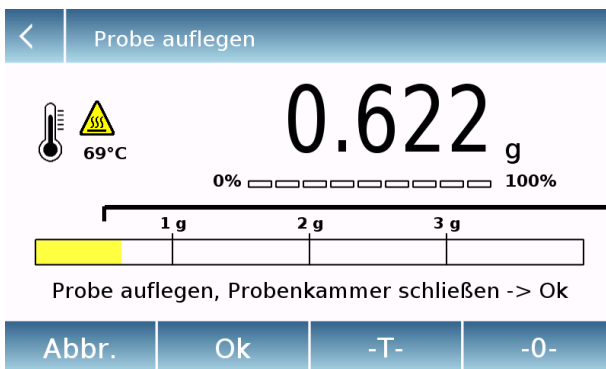 Probe auflegen
0.622 g
69°C
0% 100%
1 g 2 g 3 g
Probe auflegen, Probenkammer schließen -> Ok
Abbr. Ok -T- -0-